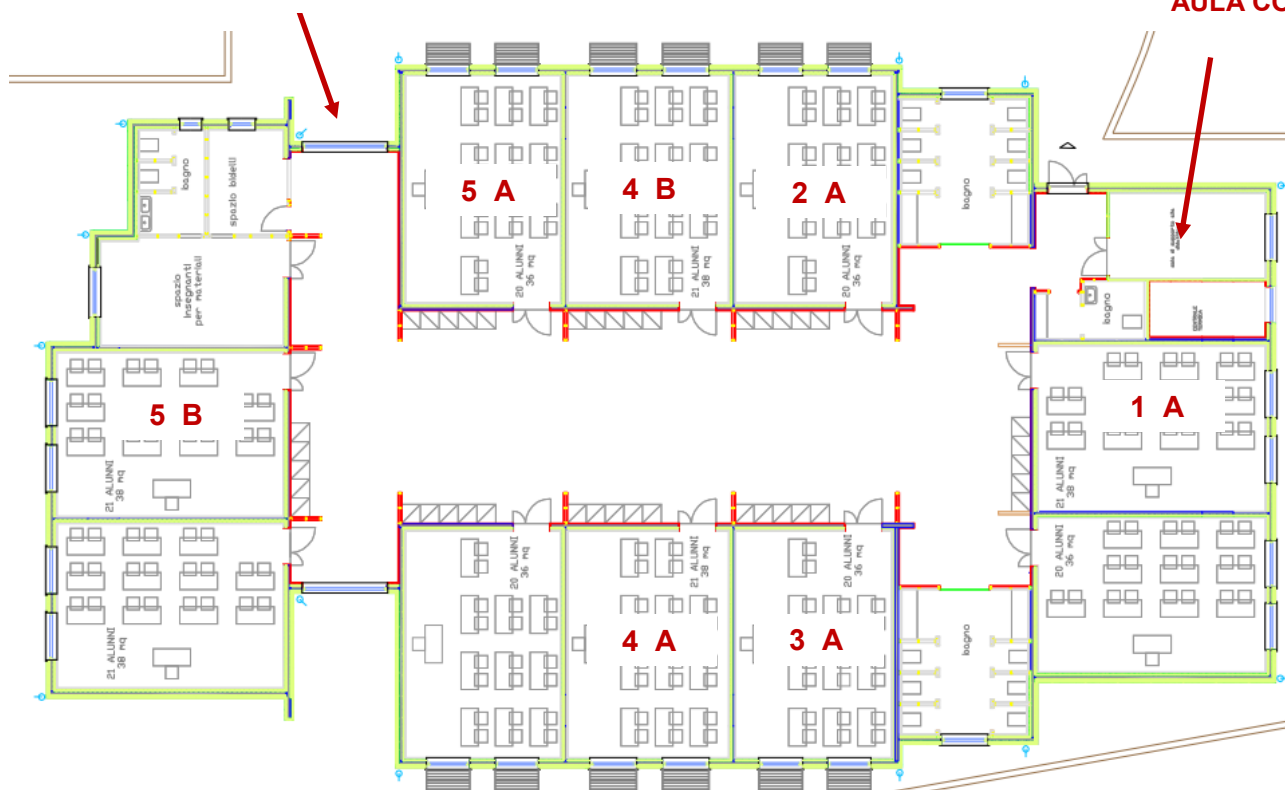 AULA CO
5 A
4 B
2 A
20 ALUNNI
36 mq
21 ALUNNI
38 mq
20 ALUNNI
36 mq
bagno
spazio bidelli
spazio
insegnanti
per materiali
bagno
bagno
CENTRALE
TERMICA
5 B
21 ALUNNI
38 mq
1 A
21 ALUNNI
38 mq
20 ALUNNI
36 mq
21 ALUNNI
38 mq
20 ALUNNI
36 mq
4 A
3 A
20 ALUNNI
36 mq
bagno
21 ALUNNI
38 mq